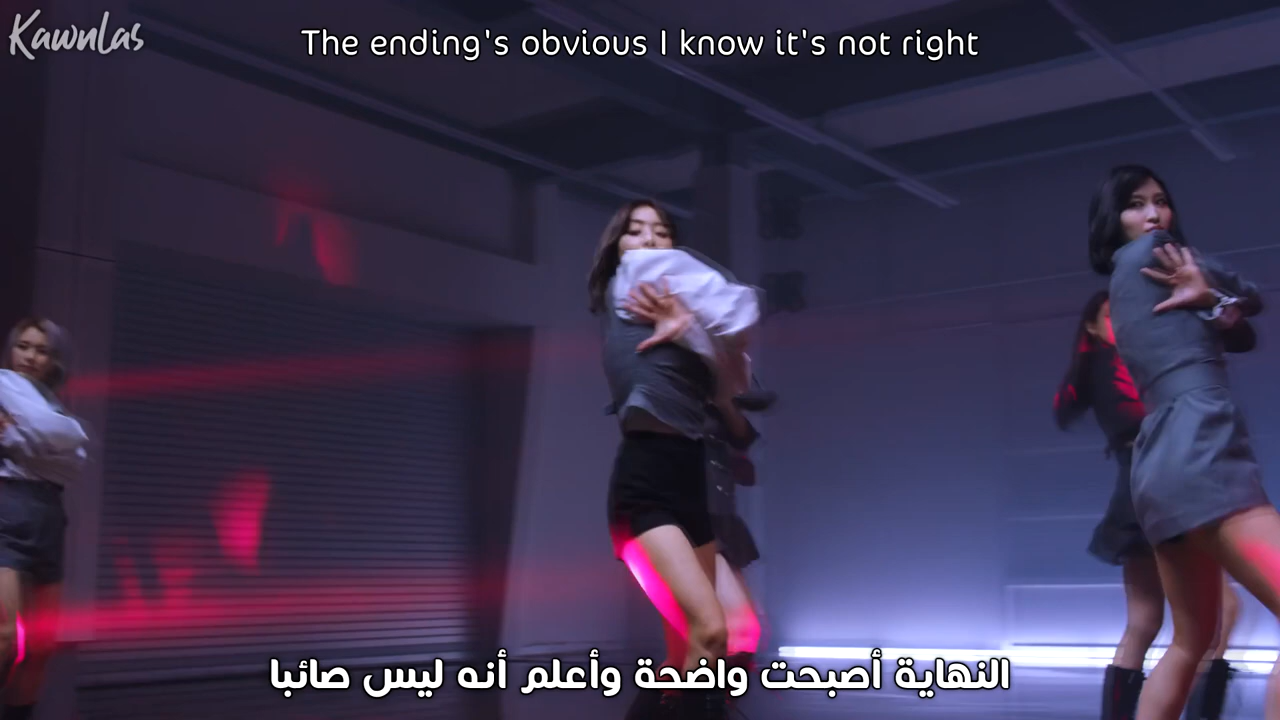 Kawnlas
The ending's obvious I know it's not right
النهاية أصبحت واضحة وأعلم أنه ليس صائبا